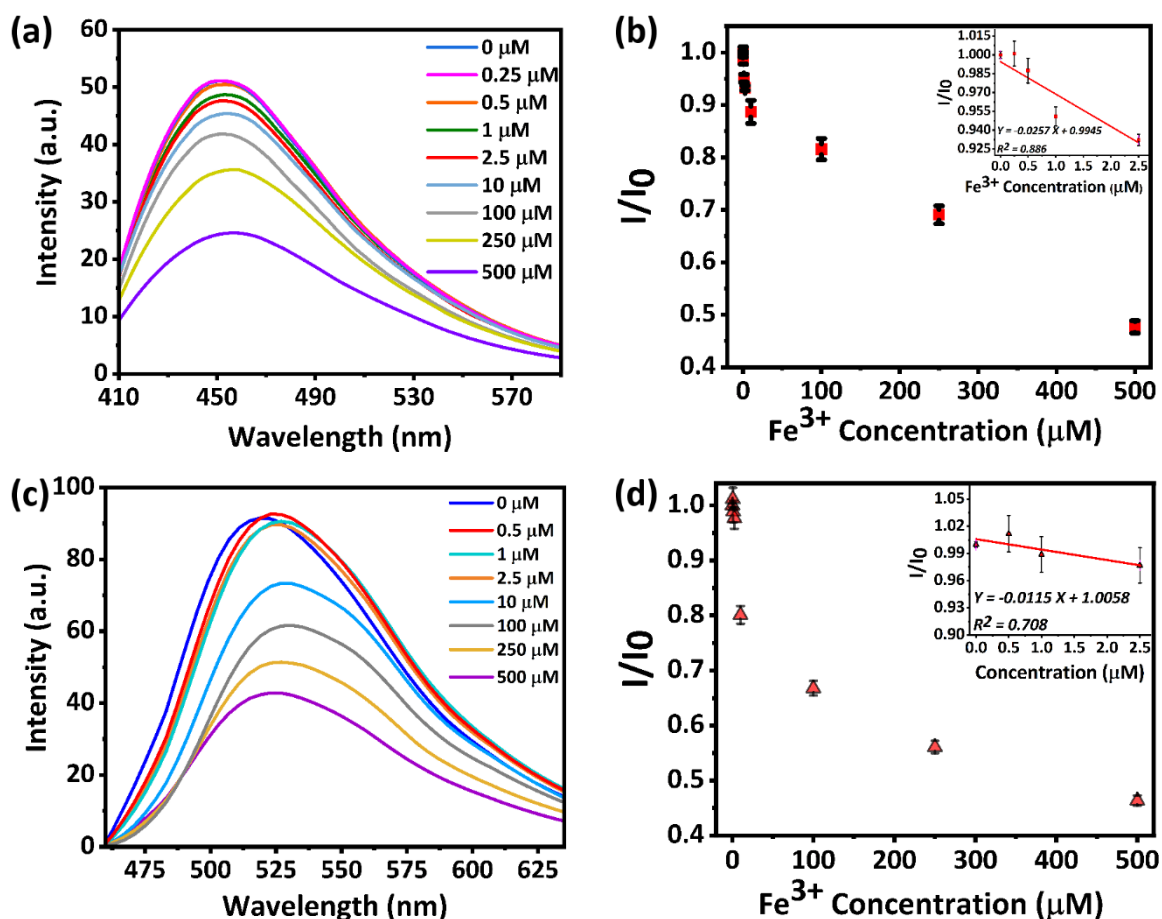 (a)
60
50
40
30
20
10
0
410
450
490
530
570
Intensity (a.u.)
Wavelength (nm)
0 μM
0.25 μM
0.5 μM
1 μM
2.5 μM
10 μM
100 μM
250 μM
500 μM
(b)
1.0
0.9
0.8
0.7
0.6
0.5
0.4
0
100
200
300
400
500
I/I0
Fe3+ Concentration (μM)
1.015
1.000
0.985
0.970
0.955
0.940
0.925
0.0
0.5
1.0
1.5
2.0
2.5
I/I0
Y = -0.0257 X + 0.9945
R2 = 0.886
Fe3+ Concentration (μM)
(c)
100
80
60
40
20
0
475
500
525
550
575
600
625
Intensity (a.u.)
Wavelength (nm)
0 μM
0.5 μM
1 μM
2.5 μM
10 μM
100 μM
250 μM
500 μM
(d)
1.0
0.9
0.8
0.7
0.6
0.5
0.4
0
100
200
300
400
500
I/I0
Fe3+ Concentration (μM)
1.05
1.02
0.99
0.96
0.93
0.90
0.0
0.5
1.0
1.5
2.0
2.5
I/I0
Y = -0.0115 X + 1.0058
R2 = 0.708
Concentration (μM)